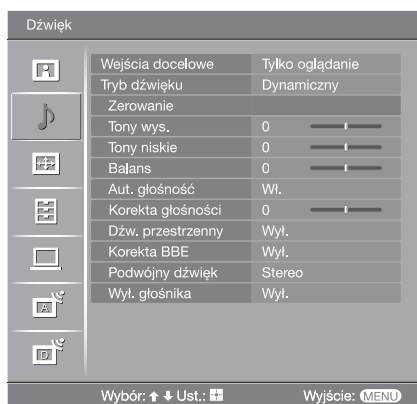 Dźwięk
Wejścia docelowe Tylko oglądanie
Tryb dźwięku Dynamiczny
Zerowanie
Tony wys. 0
Tony niskie 0
Balans 0
Aut. głośność Wł.
Korekta głośności 0
Dźw. przestrzenny Wył.
Korekta BBE Wył.
Podwójny dźwięk Stereo
Wył. głośnika Wył.
A
D
Wybór: Ust.: Wyjście: MENU